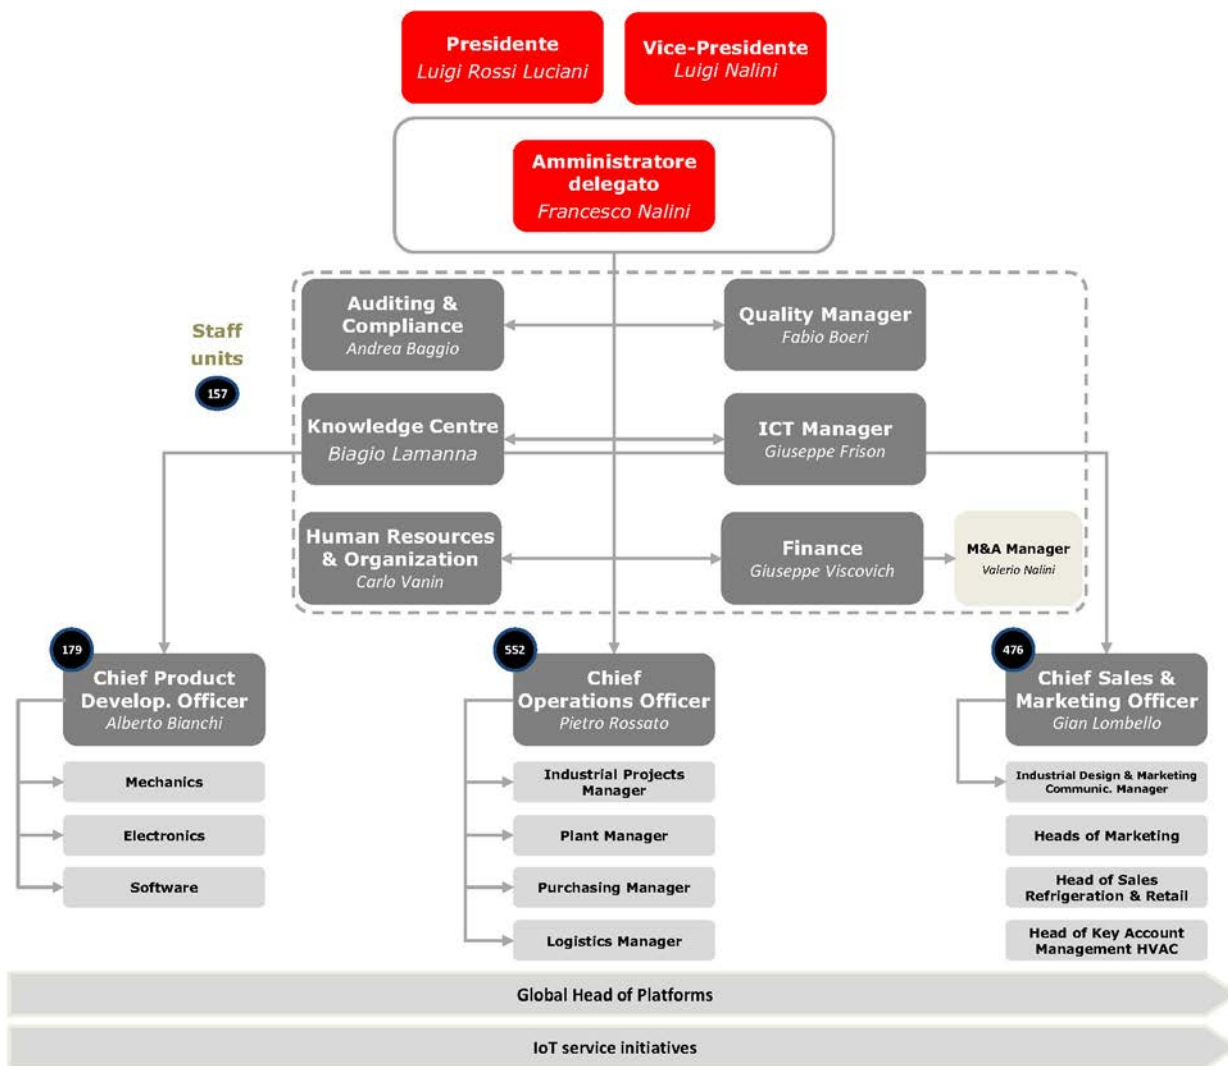 Presidente
Luigi Rossi Luciani
Vice-Presidente
Luigi Nalini
Amministratore
delegato
Francesco Nalini
Staff
units
157
Auditing &
Compliance
Andrea Baggio
Quality Manager
Fabio Boeri
Knowledge Centre
Biagio Lamanna
ICT Manager
Giuseppe Frison
Human Resources
& Organization
Carlo Vanin
Finance
Giuseppe Viscovich
M&A Manager
Valerio Nalini
179
Chief Product
Develop. Officer
Alberto Bianchi
Mechanics
Electronics
Software
552
Chief
Operations Officer
Pietro Rossato
Industrial Projects
Manager
Plant Manager
Purchasing Manager
Logistics Manager
476
Chief Sales &
Marketing Officer
Gian Lombello
Industrial Design & Marketing
Communic. Manager
Heads of Marketing
Head of Sales
Refrigeration & Retail
Head of Key Account
Management HVAC
Global Head of Platforms
IoT service initiatives